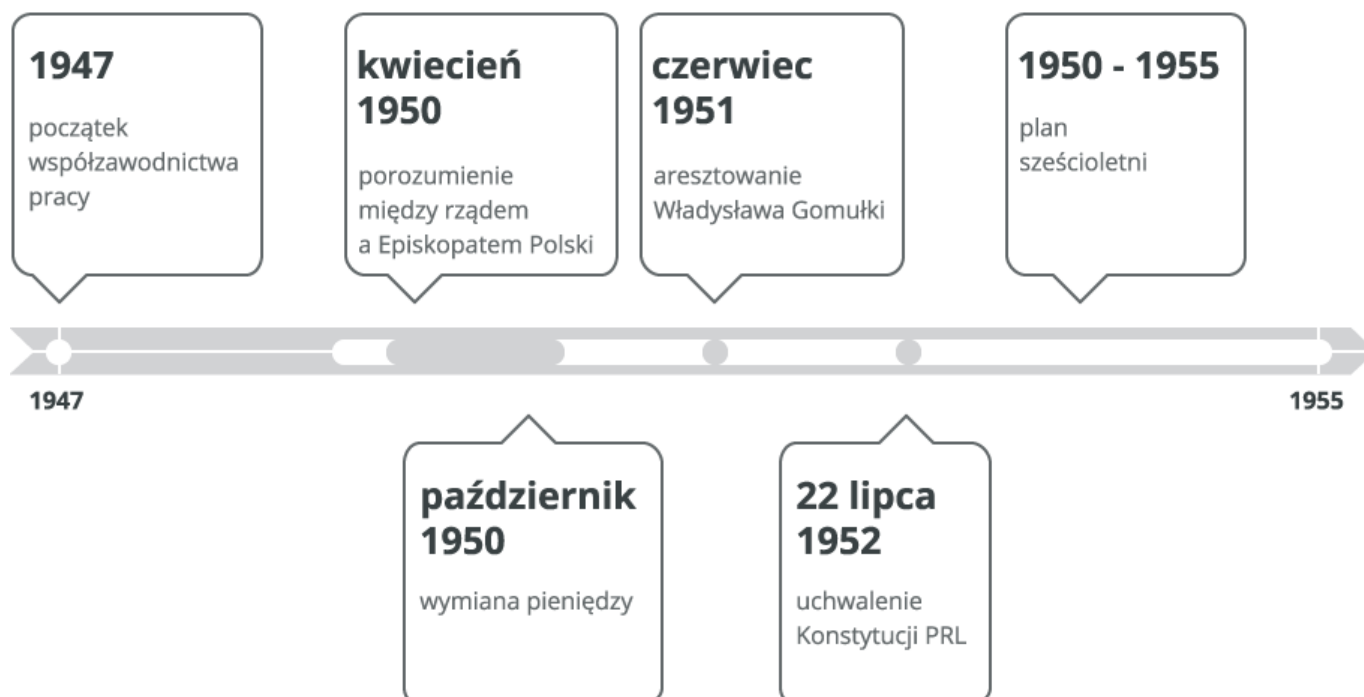 1947
początek
współzawodnictwa
pracy
kwiecień
1950
porozumienie
między rządem
a Episkopatem Polski
czerwiec
1951
aresztowanie
Władysława Gomułki
1950 - 1955
plan
sześcioletni
1947
1955
październik
1950
wymiana pieniędzy
22 lipca
1952
uchwalenie
Konstytucji PRL